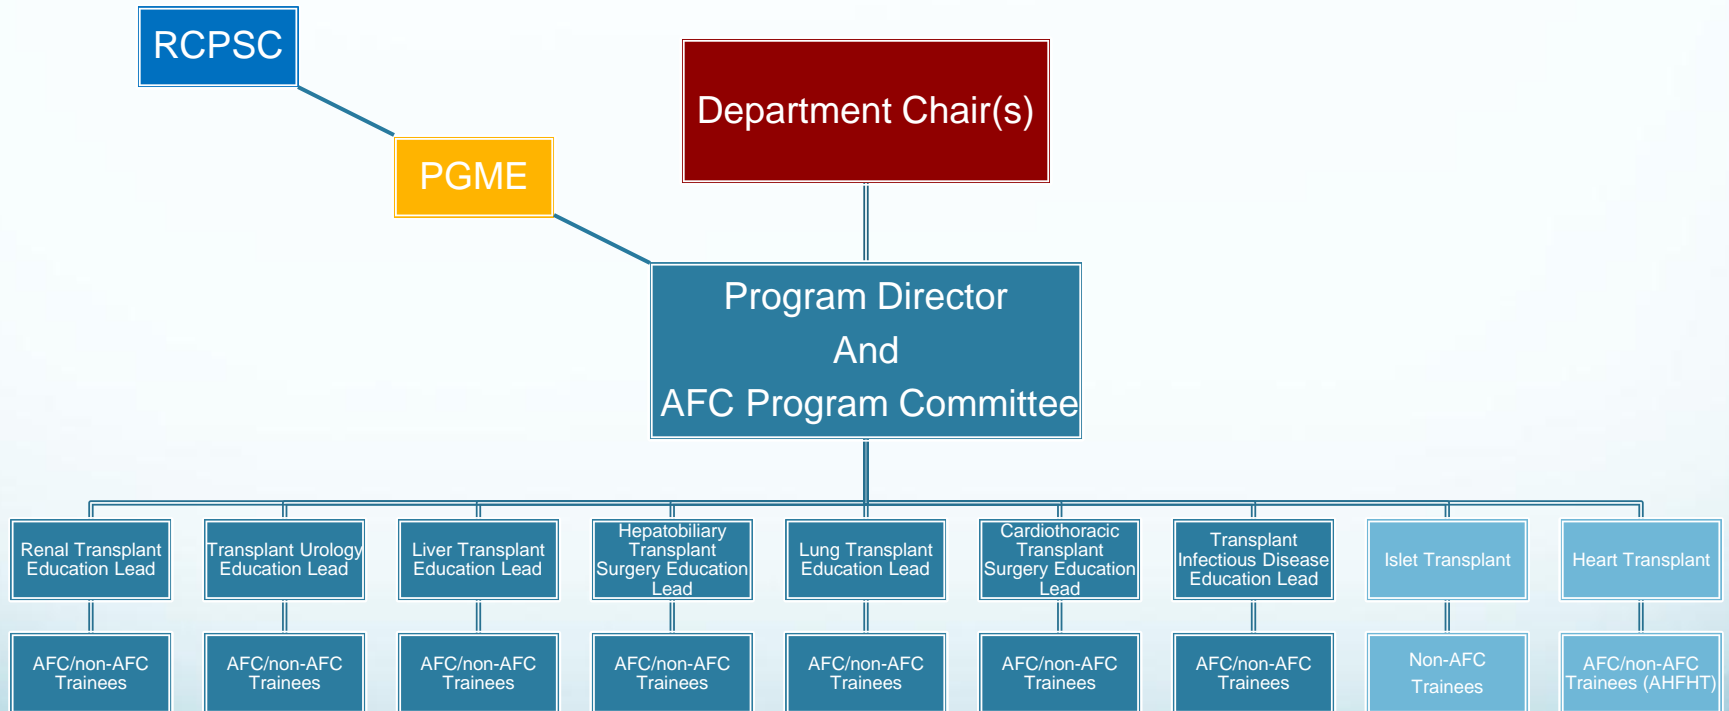 RCPSC
Department Chair(s)
PGME
Program Director
And
AFC Program Committee
Renal Transplant
Education Lead
Transplant Urology
Education Lead
Liver Transplant
Education Lead
Hepatobiliary
Transplant
Surgery Education
Lead
Lung Transplant
Education Lead
Cardiothoracic
Transplant
Surgery Education
Lead
Transplant
Infectious Disease
Education Lead
Islet Transplant
Heart Transplant
AFC/non-AFC
Trainees
AFC/non-AFC
Trainees
AFC/non-AFC
Trainees
AFC/non-AFC
Trainees
AFC/non-AFC
Trainees
AFC/non-AFC
Trainees
AFC/non-AFC
Trainees
Non-AFC
Trainees
AFC/non-AFC
Trainees (AHFHT)